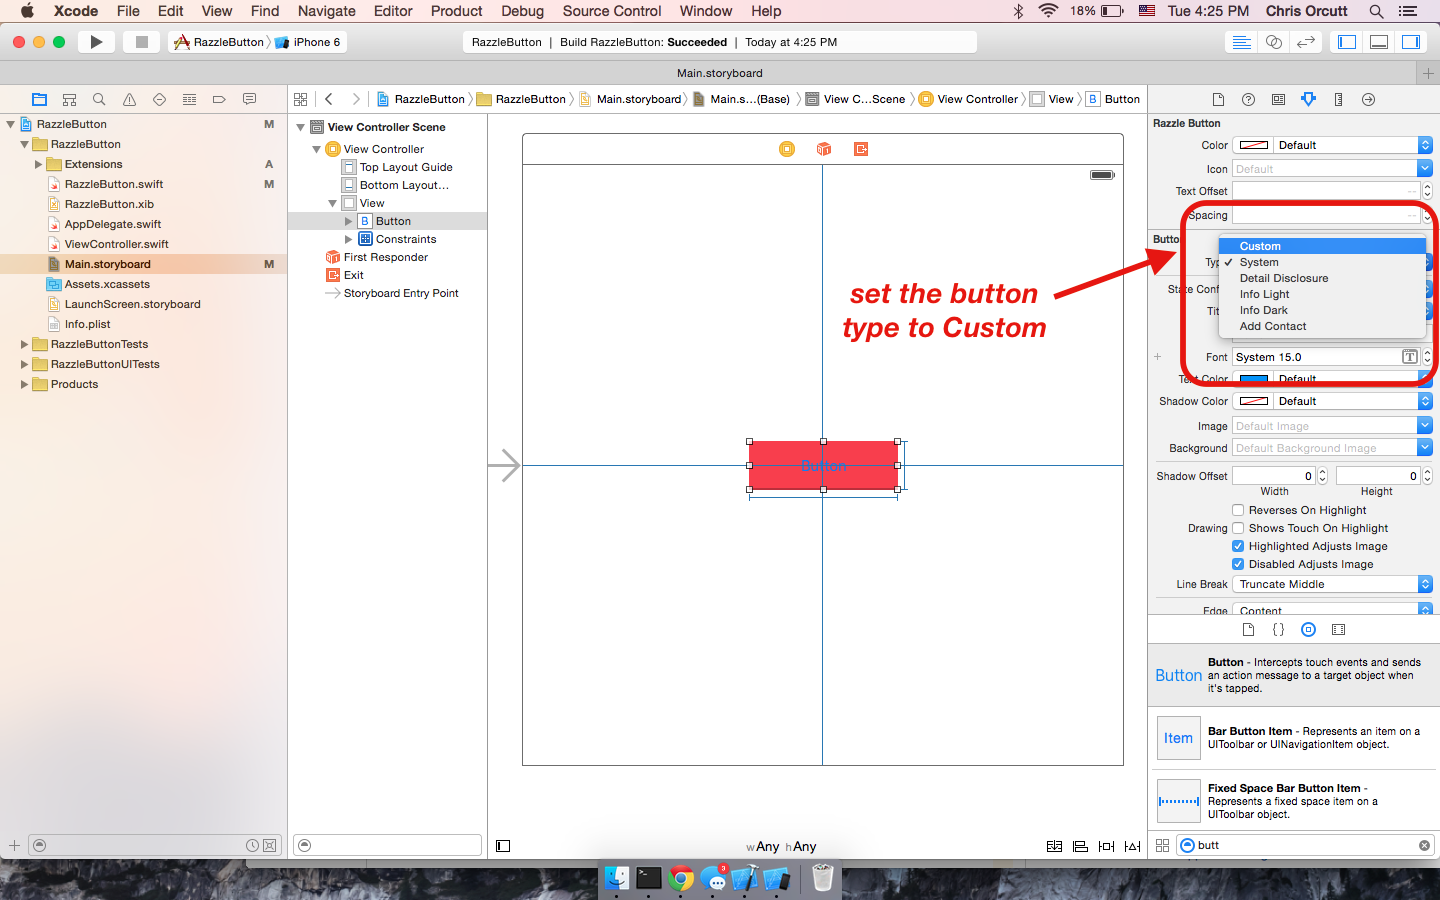 Xcode File Edit View Find Navigate Editor Product Debug Source Control Window Help 18% Tue 4:25 PM Chris Orcutt
RazzleButton iPhone 6 RazzleButton | Build RazzleButton: Succeeded | Today at 4:25 PM
Main.storyboard
RazzleButton RazzleButton Main.storyboard Main.s...(Base) View C...Scene View Controller View B Button
RazzleButton M
RazzleButton
Extensions A
RazzleButton.swift M
RazzleButton.xib
AppDelegate.swift
ViewController.swift
Main.storyboard M
Assets.xcassets
LaunchScreen.storyboard
Info.plist
RazzleButtonTests
RazzleButtonUITests
Products
View Controller Scene
View Controller
Top Layout Guide
Bottom Layout...
View
B Button
Constraints
First Responder
Exit
Storyboard Entry Point
set the button
type to Custom
Button
wAny hAny
Razzle Button
Color Default
Icon Default
Text Offset --
Spacing --
Custom
System
Detail Disclosure
Info Light
Info Dark
Add Contact
Font System 15.0 T
Text Color Default
Shadow Color Default
Image Default Image
Background Default Background Image
Shadow Offset 0 0
Width Height
Reverses On Highlight
Drawing Shows Touch On Highlight
Highlighted Adjusts Image
Disabled Adjusts Image
Line Break Truncate Middle
Edge Content
{}
Button Button - Intercepts touch events and sends
an action message to a target object when
it's tapped.
Item Bar Button Item - Represents an item on a
UIToolbar or UINavigationItem object.
Fixed Space Bar Button Item -
Represents a fixed space item on a
UIToolbar object.
butt
3